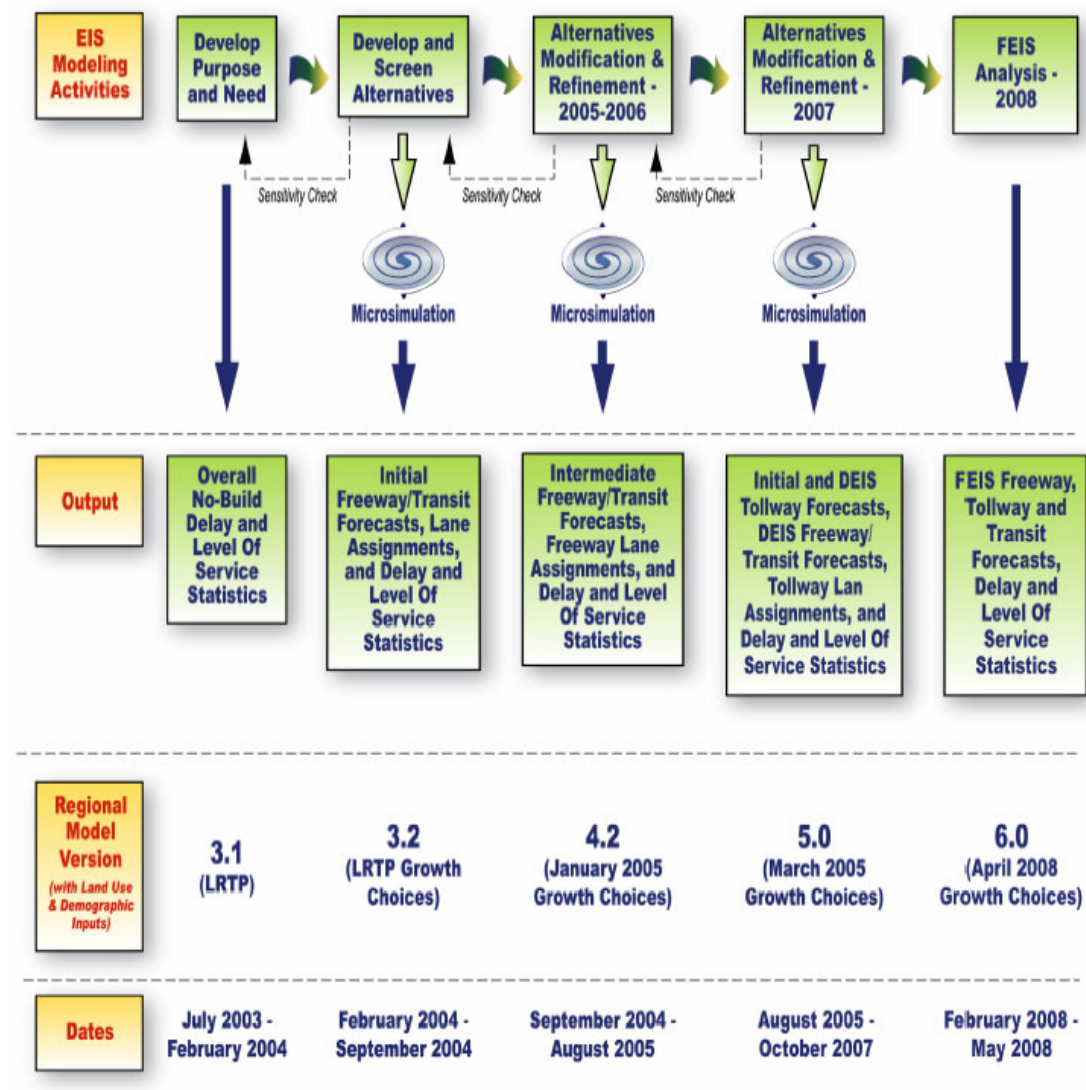 EIS
Modeling
Activities
Develop
Purpose
and Need
Develop and
Screen
Alternatives
Alternatives
Modification &
Refinement -
2005-2006
Alternatives
Modification &
Refinement -
2007
FEIS
Analysis -
2008
Sensitivity Check
Sensitivity Check
Sensitivity Check
Microsimulation
Microsimulation
Microsimulation
Output
Overall
No-Build
Delay and
Level Of
Service
Statistics
Initial
Freeway/Transit
Forecasts, Lane
Assignments,
and Delay and
Level Of
Service
Statistics
Intermediate
Freeway/Transit
Forecasts,
Freeway Lane
Assignments, and
Delay and Level
Of Service
Statistics
Initial and DEIS
Tollway Forecasts,
DEIS Freeway/
Transit Forecasts,
Tollway Lan
Assignments, and
Delay and Level Of
Service Statistics
FEIS Freeway,
Tollway and
Transit
Forecasts,
Delay and
Level Of
Service
Statistics
Regional
Model
Version
(with Land Use
& Demographic
Inputs)
3.1
(LRTP)
3.2
(LRTP Growth
Choices)
4.2
(January 2005
Growth Choices)
5.0
(March 2005
Growth Choices)
6.0
(April 2008
Growth Choices)
Dates
July 2003 -
February 2004
February 2004 -
September 2004
September 2004 -
August 2005
August 2005 -
October 2007
February 2008 -
May 2008